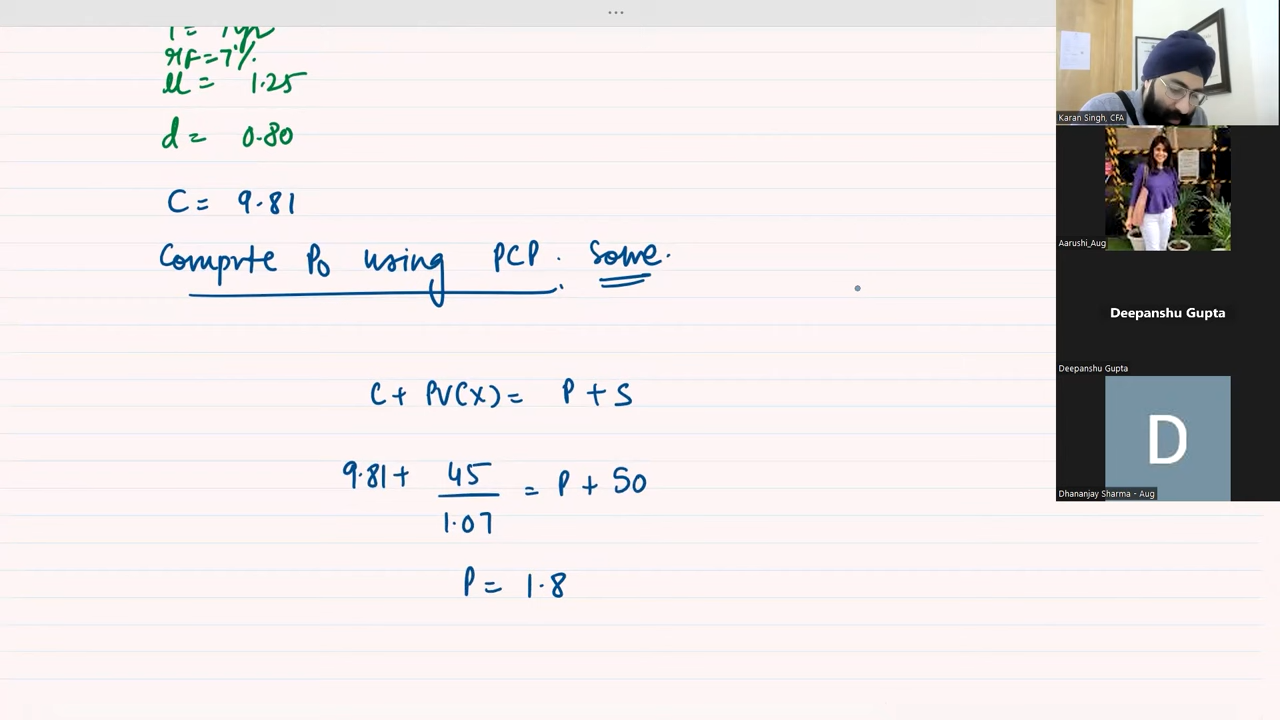 ...
rf = 7%
u = 1.25
d = 0.80
C = 9.81
Compute P0 using PCP. Some.
C + PV(X) = P + S
9.81 + 45 / 1.07 = P + 50
P = 1.8
Karan Singh, CFA
Aarushi_Aug
Deepanshu Gupta
Deepanshu Gupta
D
Dhananjay Sharma - Aug